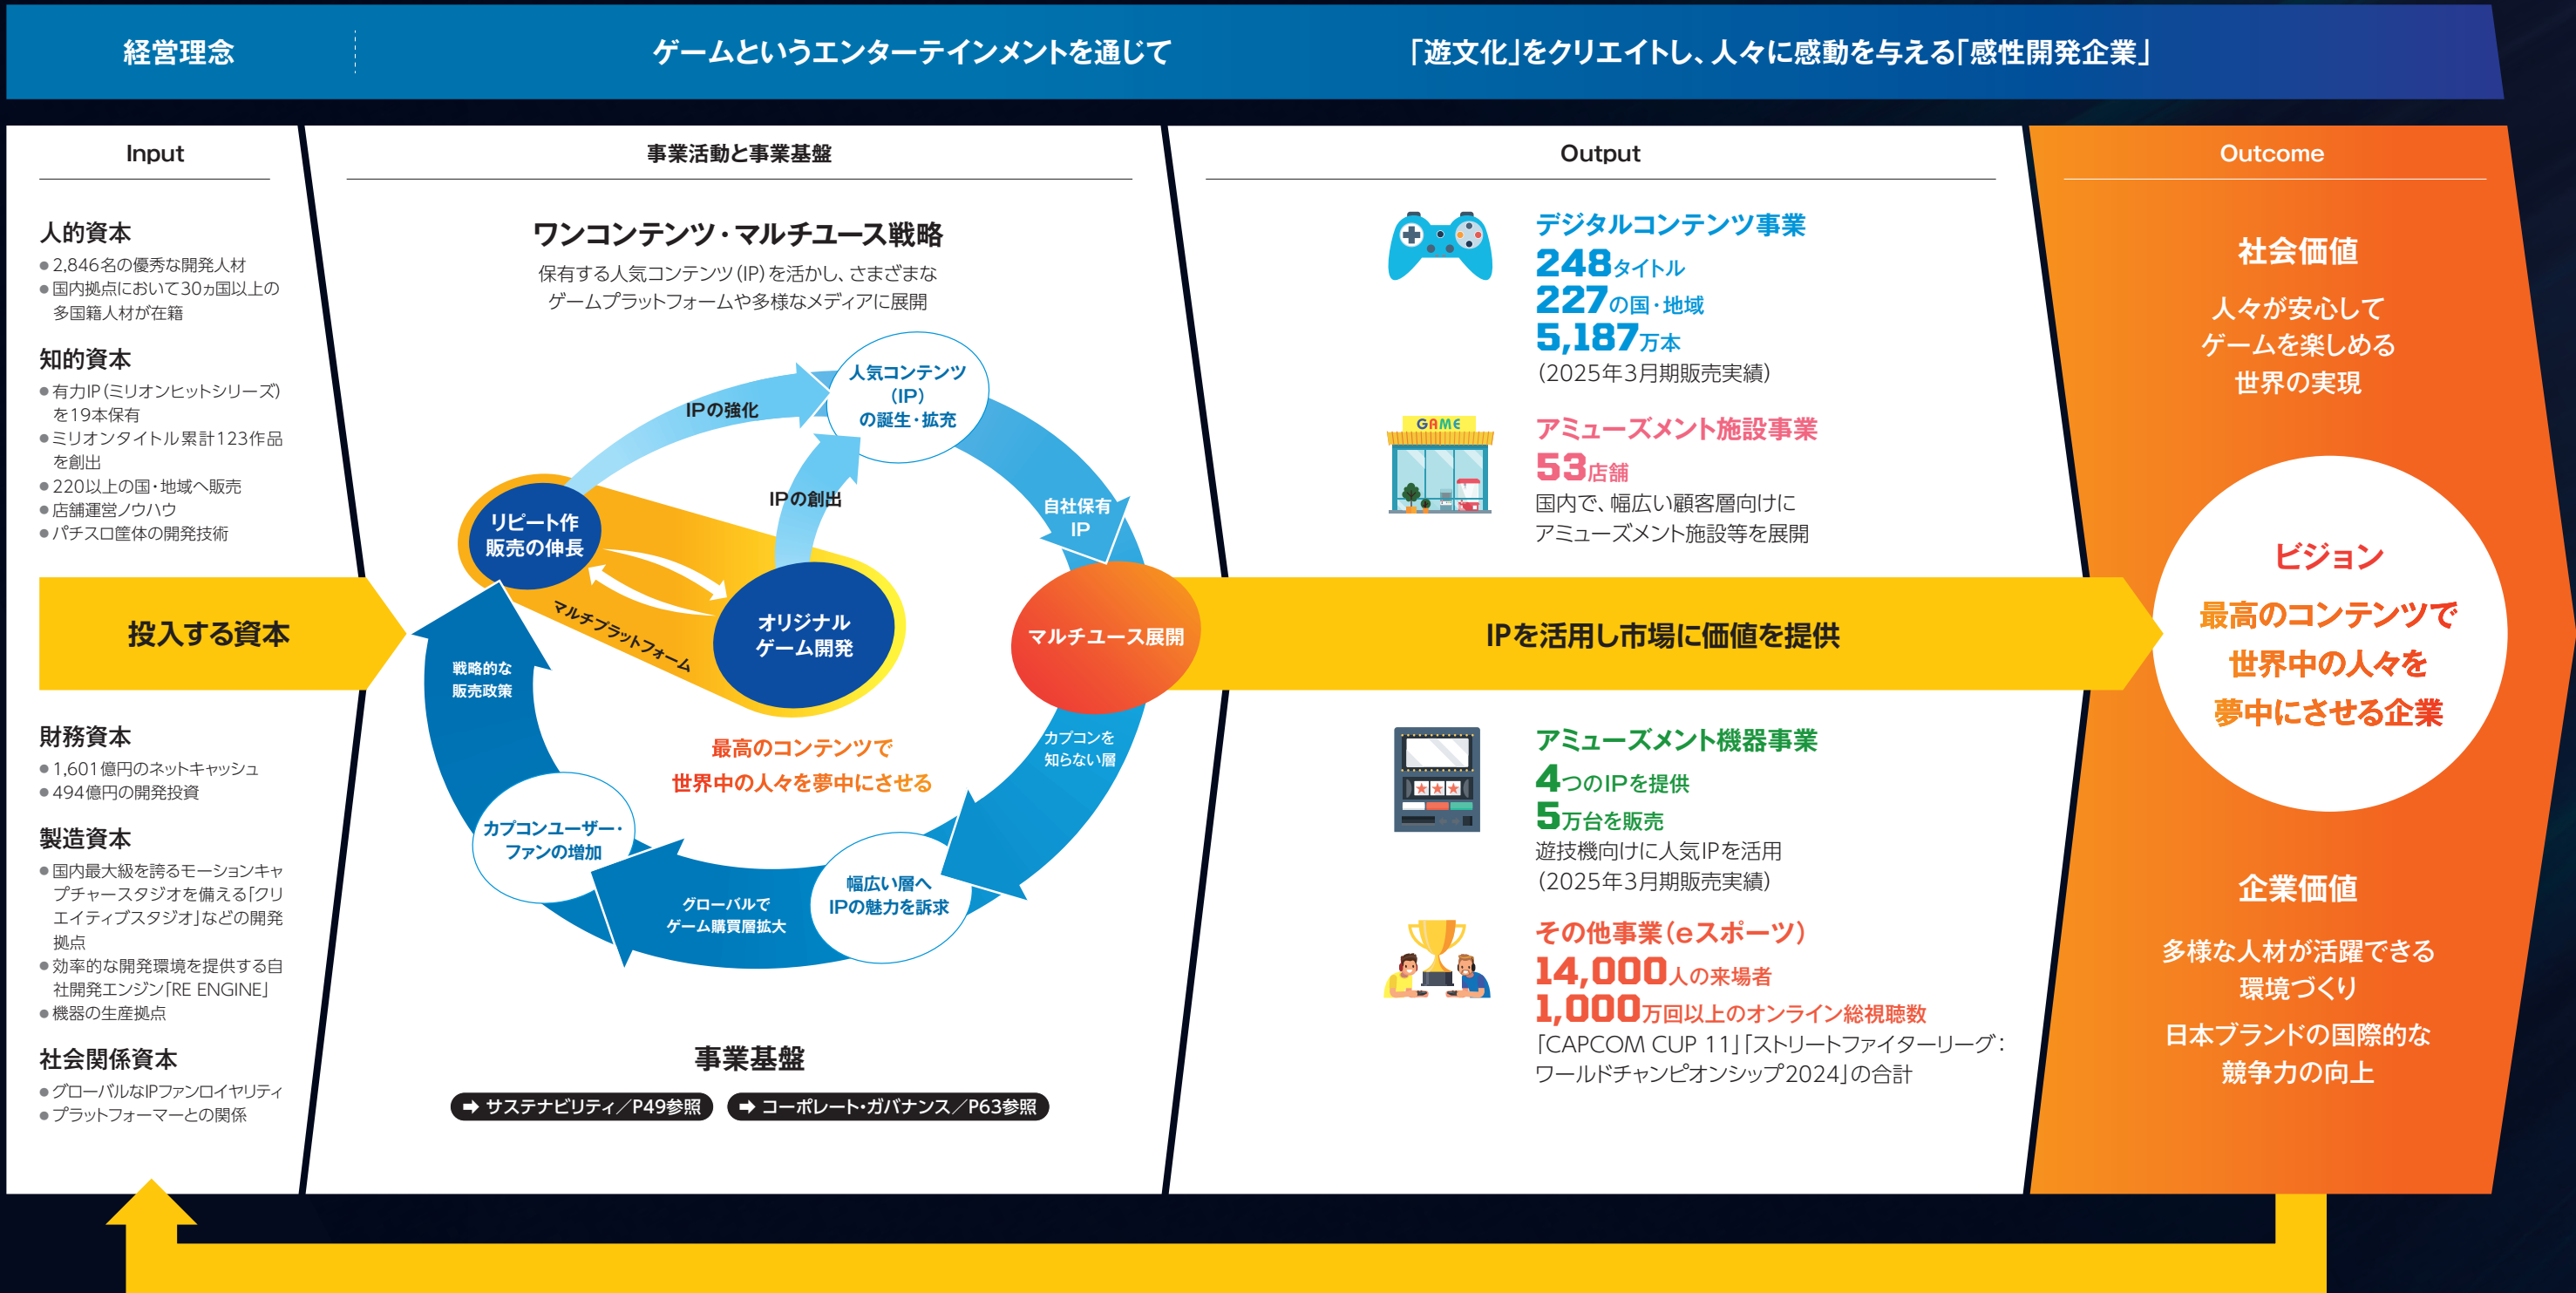 経営理念
ゲームというエンターテインメントを通じて
「遊文化」をクリエイトし、人々に感動を与える「感性開発企業」
Input
人的資本
●2,846名の優秀な開発人材
●国内拠点において30ヵ国以上の
多国籍人材が在籍
知的資本
●有力IP(ミリオンヒットシリーズ)
を19本保有
●ミリオンタイトル累計123作品
を創出
●220以上の国・地域へ販売
●店舗運営ノウハウ
●パチスロ筐体の開発技術
投入する資本
財務資本
●1,601億円のネットキャッシュ
●494億円の開発投資
製造資本
●国内最大級を誇るモーションキャ
プチャースタジオを備える「クリ
エイティブスタジオ」などの開発
拠点
●効率的な開発環境を提供する自
社開発エンジン「RE ENGINE」
●機器の生産拠点
社会関係資本
●グローバルなIPファンロイヤリティ
●プラットフォーマーとの関係
事業活動と事業基盤
ワンコンテンツ・マルチユース戦略
保有する人気コンテンツ(IP)を活かし、さまざまな
ゲームプラットフォームや多様なメディアに展開
人気コンテンツ
(IP)
の誕生・拡充
IPの強化
IPの創出
自社保有
IP
リピート作
販売の伸長
マルチプラットフォーム
オリジナル
ゲーム開発
マルチユース展開
戦略的な
販売政策
最高のコンテンツで
世界中の人々を夢中にさせる
カプコンを
知らない層
カプコンユーザー・
ファンの増加
グローバルで
ゲーム購買層拡大
幅広い層へ
IPの魅力を訴求
事業基盤
➡ サステナビリティ/P49参照
➡ コーポレート・ガバナンス/P63参照
Output
デジタルコンテンツ事業
248タイトル
227の国・地域
5,187万本
(2025年3月期販売実績)
GAME
アミューズメント施設事業
53店舗
国内で、幅広い顧客層向けに
アミューズメント施設等を展開
IPを活用し市場に価値を提供
アミューズメント機器事業
4つのIPを提供
5万台を販売
遊技機向けに人気IPを活用
(2025年3月期販売実績)
その他事業(eスポーツ)
14,000人の来場者
1,000万回以上のオンライン総視聴数
「CAPCOM CUP 11」「ストリートファイターリーグ:
ワールドチャンピオンシップ2024」の合計
Outcome
社会価値
人々が安心して
ゲームを楽しめる
世界の実現
ビジョン
最高のコンテンツで
世界中の人々を
夢中にさせる企業
企業価値
多様な人材が活躍できる
環境づくり
日本ブランドの国際的な
競争力の向上